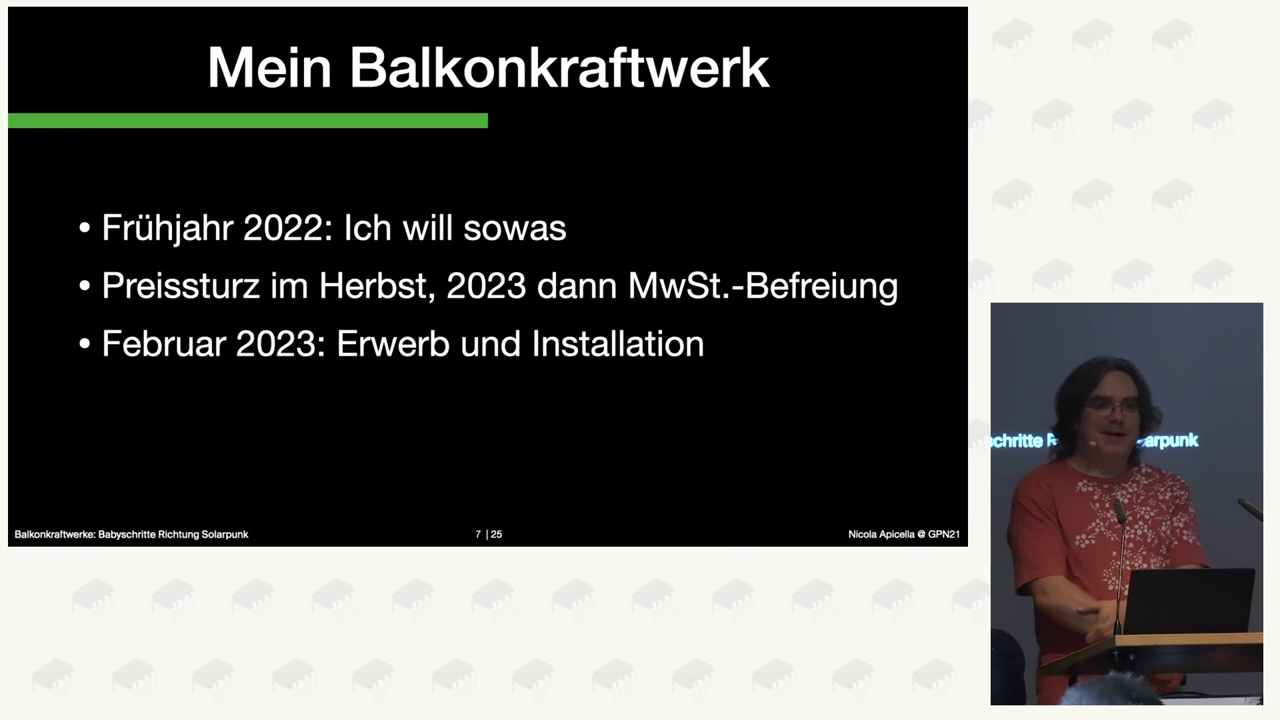 Mein Balkonkraftwerk
• Frühjahr 2022: Ich will sowas
• Preissturz im Herbst, 2023 dann MwSt.-Befreiung
• Februar 2023: Erwerb und Installation
Balkonkraftwerke: Babyschritte Richtung Solarpunk
7 | 25
Nicola Apicella @ GPN21